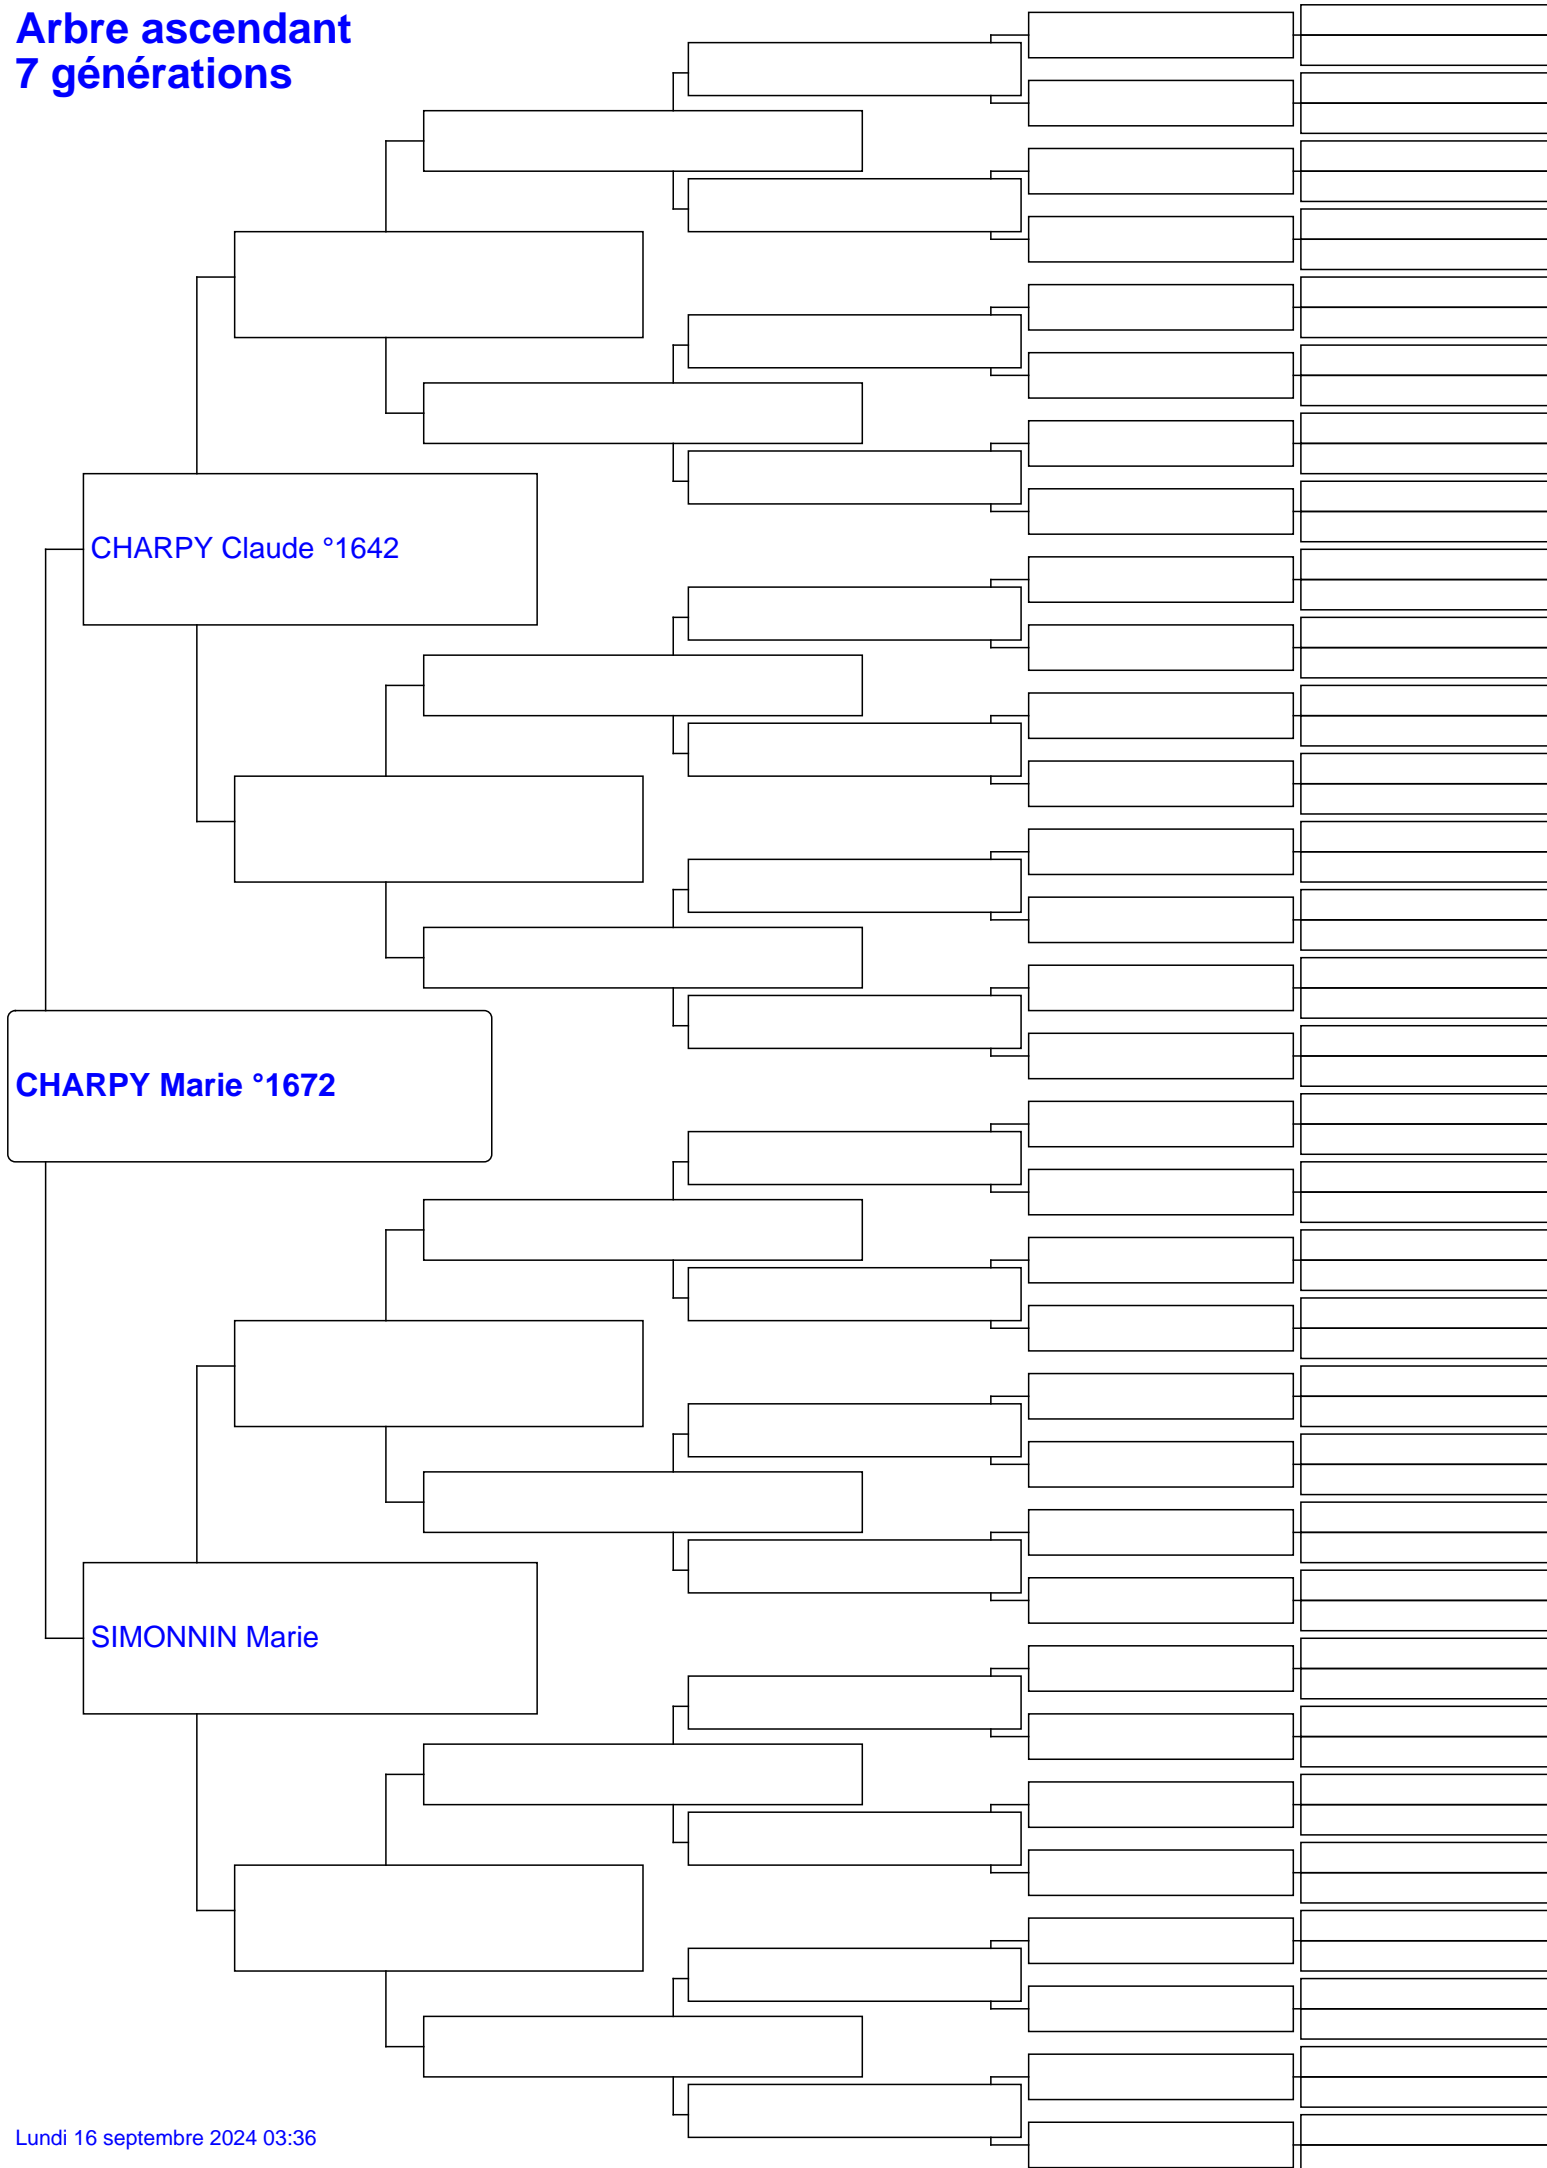 Arbre ascendant
7 générations
CHARPY Claude °1642
CHARPY Marie °1672
SIMONNIN Marie
Lundi 16 septembre 2024 03:36